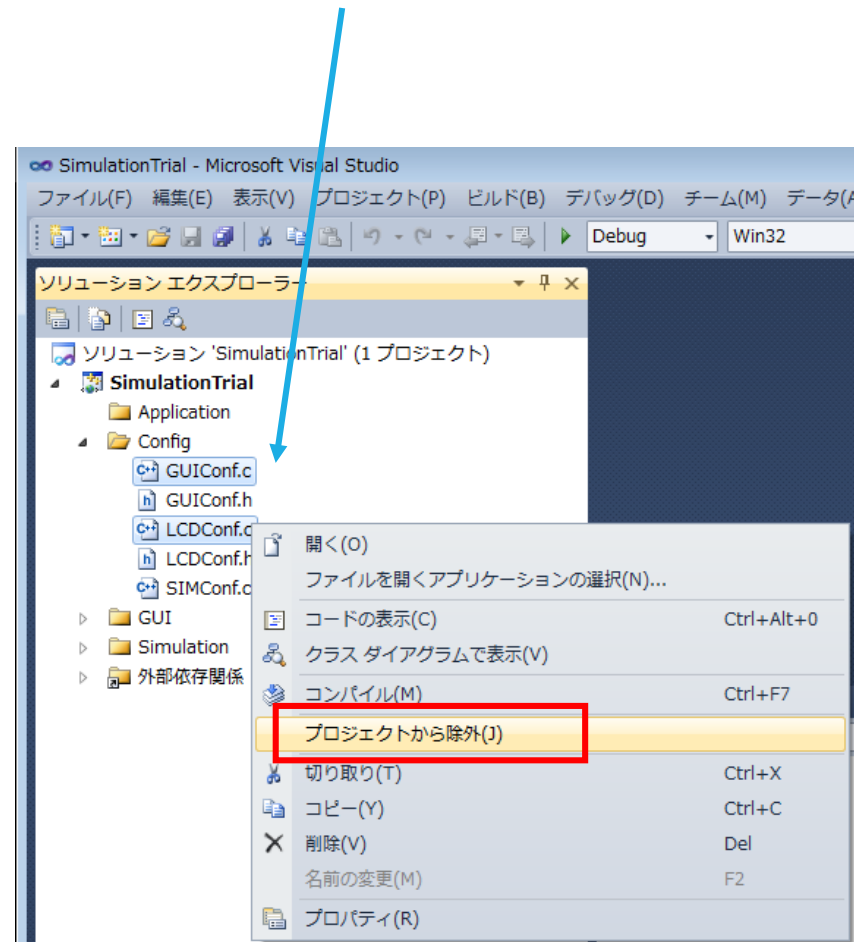 SimulationTrial - Microsoft Visual Studio
ファイル(F) 編集(E) 表示(V) プロジェクト(P) ビルド(B) デバッグ(D) チーム(M) データ(A
Debug Win32
ソリューション エクスプローラー
ソリューション 'SimulationTrial' (1 プロジェクト)
SimulationTrial
Application
Config
GUIConf.c
GUIConf.h
LCDConf.c
LCDConf.h
SIMConf.c
GUI
Simulation
外部依存関係
開く(O)
ファイルを開くアプリケーションの選択(N)...
コードの表示(C) Ctrl+Alt+0
クラス ダイアグラムで表示(V)
コンパイル(M) Ctrl+F7
プロジェクトから除外(J)
切り取り(T) Ctrl+X
コピー(Y) Ctrl+C
削除(V) Del
名前の変更(M) F2
プロパティ(R)